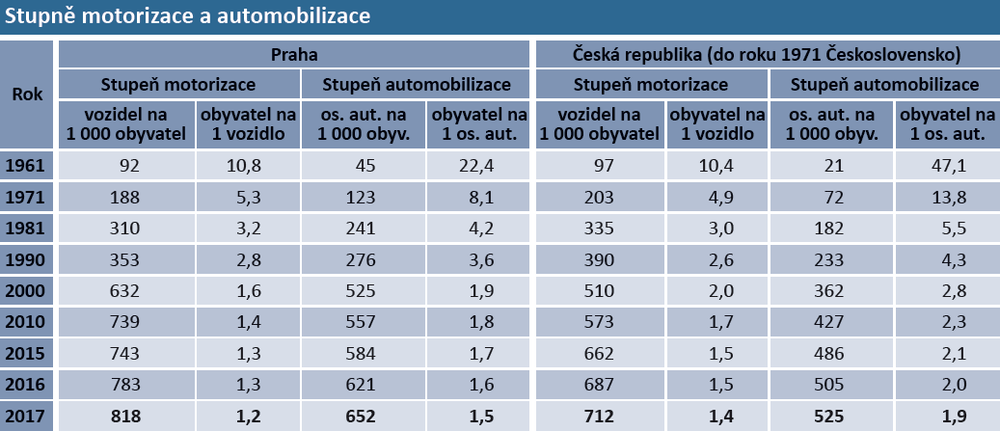 Stupně motorizace a automobilizace
Rok
Praha
Česká republika (do roku 1971 Československo)
Stupeň motorizace
Stupeň automobilizace
Stupeň motorizace
Stupeň automobilizace
vozidel na
1 000 obyvatel
obyvatel na
1 vozidlo
os. aut. na
1 000 obyv.
obyvatel na
1 os. aut.
vozidel na
1 000 obyvatel
obyvatel na
1 vozidlo
os. aut. na
1 000 obyv.
obyvatel na
1 os. aut.
1961 92 10,8 45 22,4 97 10,4 21 47,1
1971 188 5,3 123 8,1 203 4,9 72 13,8
1981 310 3,2 241 4,2 335 3,0 182 5,5
1990 353 2,8 276 3,6 390 2,6 233 4,3
2000 632 1,6 525 1,9 510 2,0 362 2,8
2010 739 1,4 557 1,8 573 1,7 427 2,3
2015 743 1,3 584 1,7 662 1,5 486 2,1
2016 783 1,3 621 1,6 687 1,5 505 2,0
2017 818 1,2 652 1,5 712 1,4 525 1,9